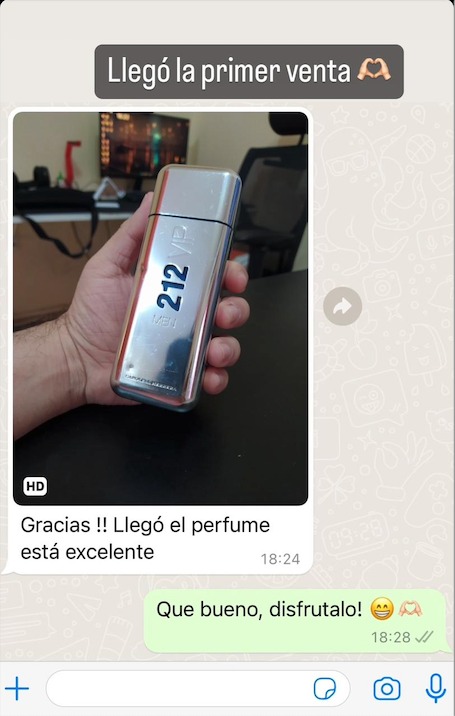 Llegó la primer venta 🫶🏻
212 VIP
MEN
HD
Gracias !! Llegó el perfume
está excelente
18:24
Que bueno, disfrutalo! 😁🫶🏻
18:28